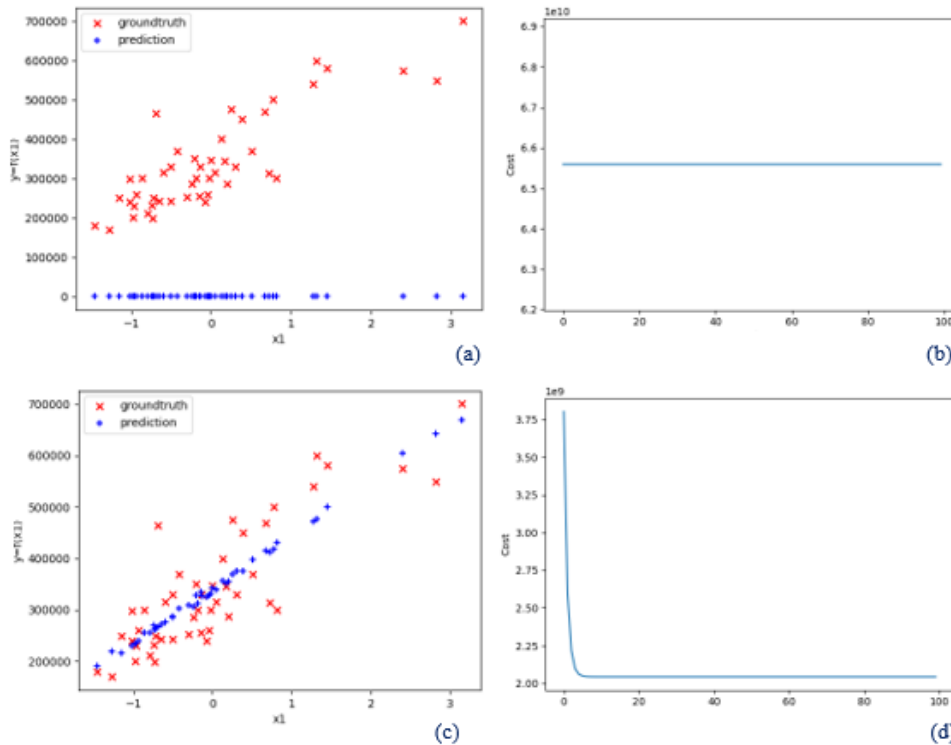 700000
600000
500000
400000
300000
200000
100000
0
y=f(X1)
× groundtruth
+ prediction
−1 0 1 2 3
x1
(a)
1e10
6.9
6.8
6.7
6.6
6.5
6.4
6.3
6.2
Cost
0 20 40 60 80 100
(b)
700000
600000
500000
400000
300000
200000
y=f(X1)
× groundtruth
+ prediction
−1 0 1 2 3
x1
(c)
1e9
3.75
3.50
3.25
3.00
2.75
2.50
2.25
2.00
Cost
0 20 40 60 80 100
(d)